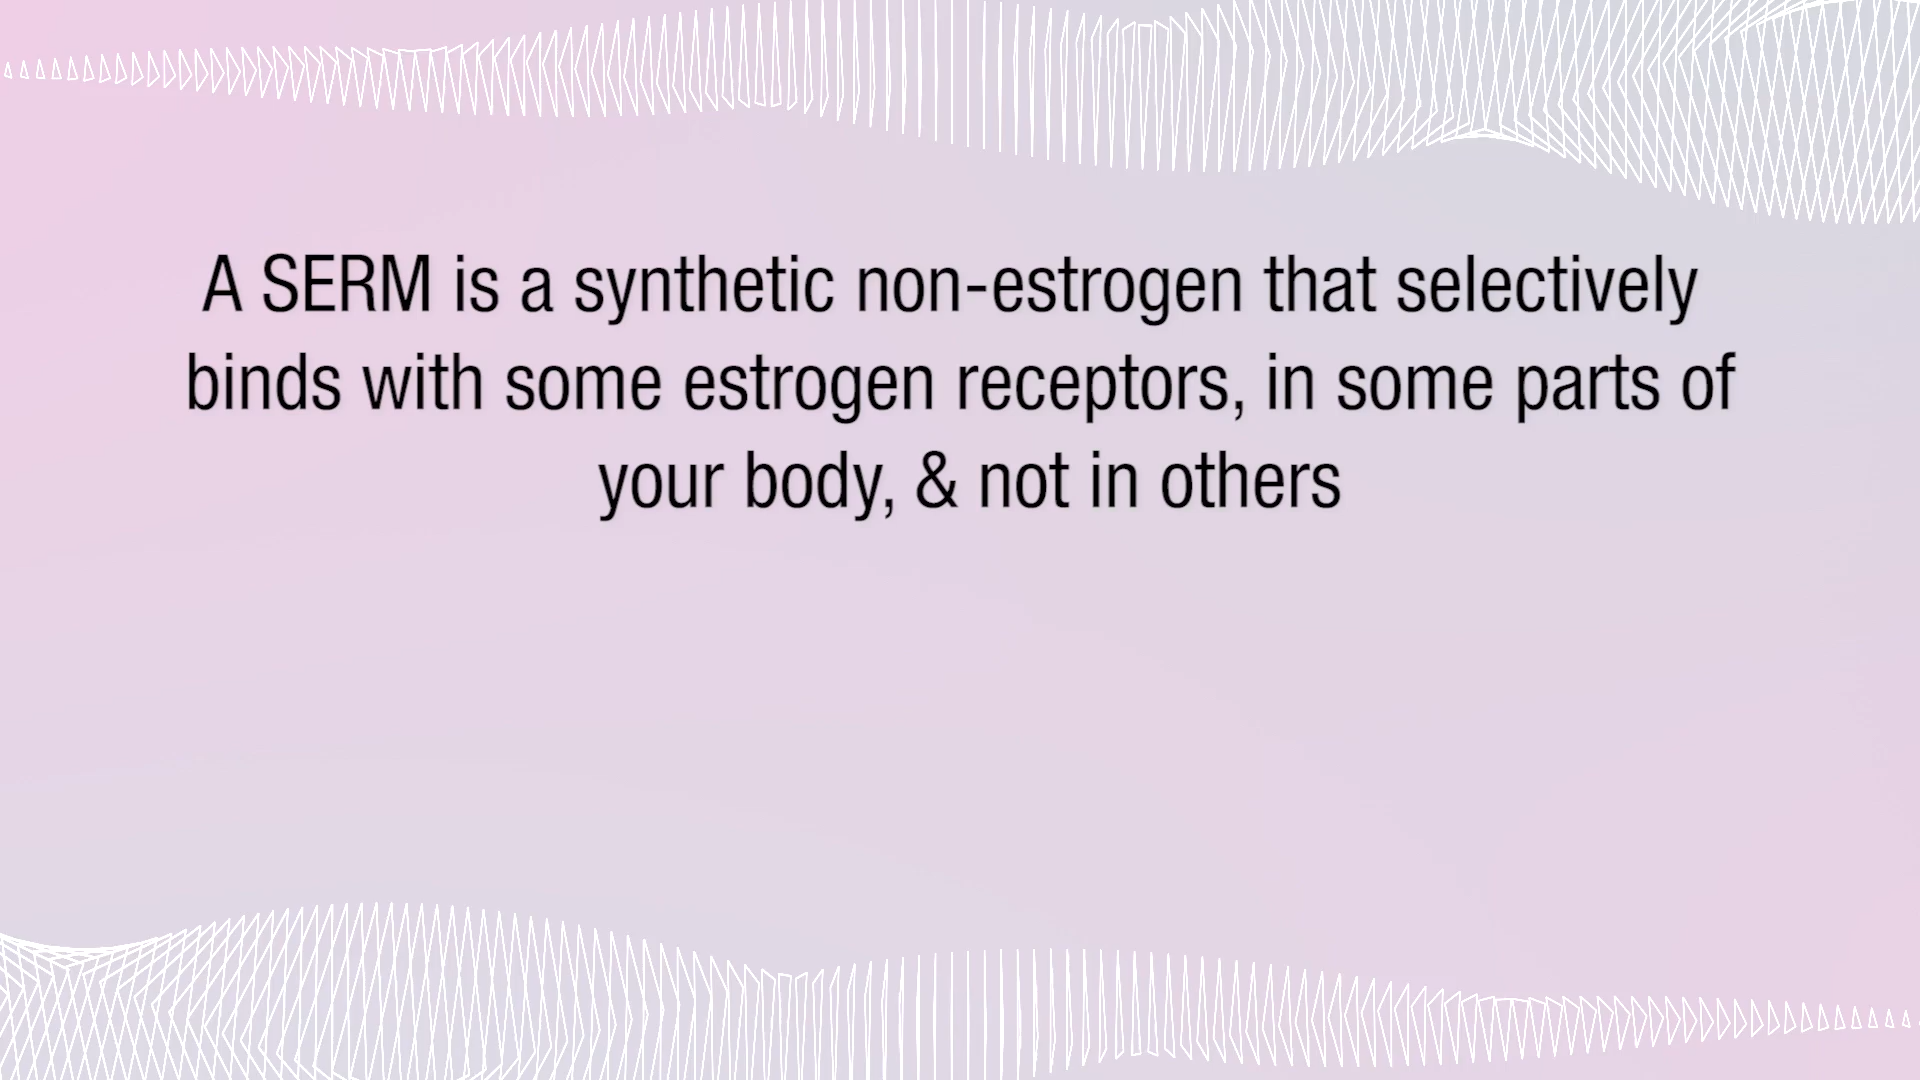 A SERM is a synthetic non-estrogen that selectively
binds with some estrogen receptors, in some parts of
your body, & not in others